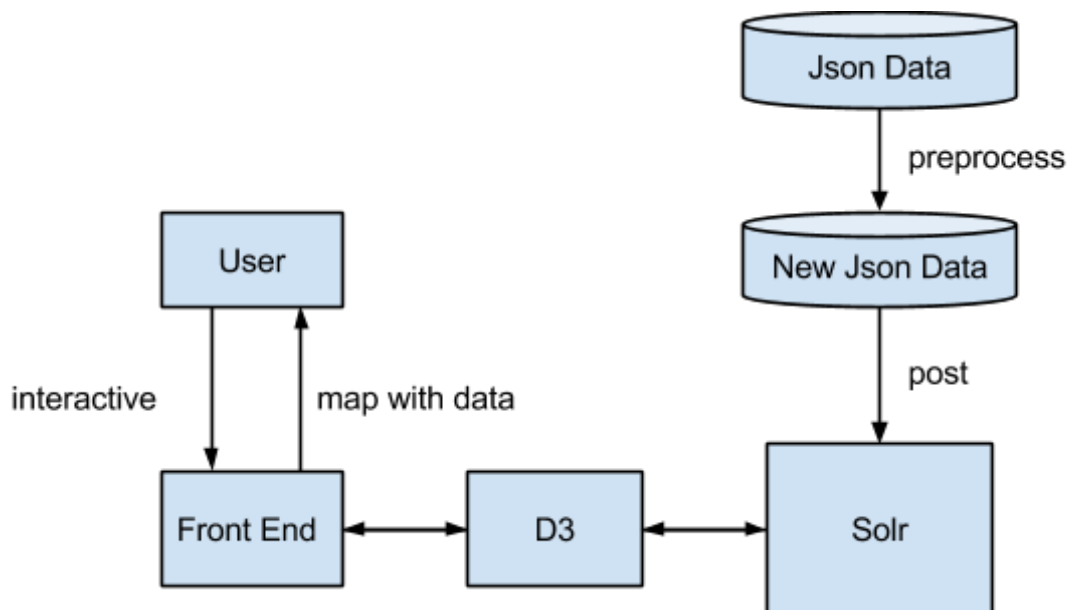 Json Data
preprocess
User
New Json Data
interactive
map with data
post
Front End
D3
Solr